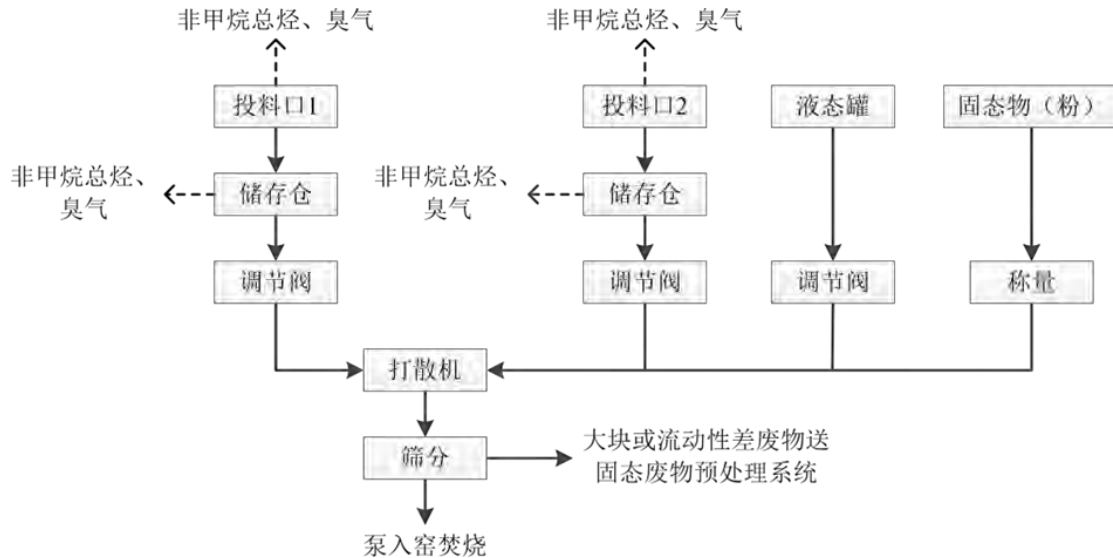 非甲烷总烃、臭气
非甲烷总烃、臭气
投料口1
投料口2
液态罐
固态物（粉）
非甲烷总烃、
臭气
储存仓
非甲烷总烃、
臭气
储存仓
调节阀
调节阀
调节阀
称量
打散机
筛分
大块或流动性差废物送
固态废物预处理系统
泵入窑焚烧